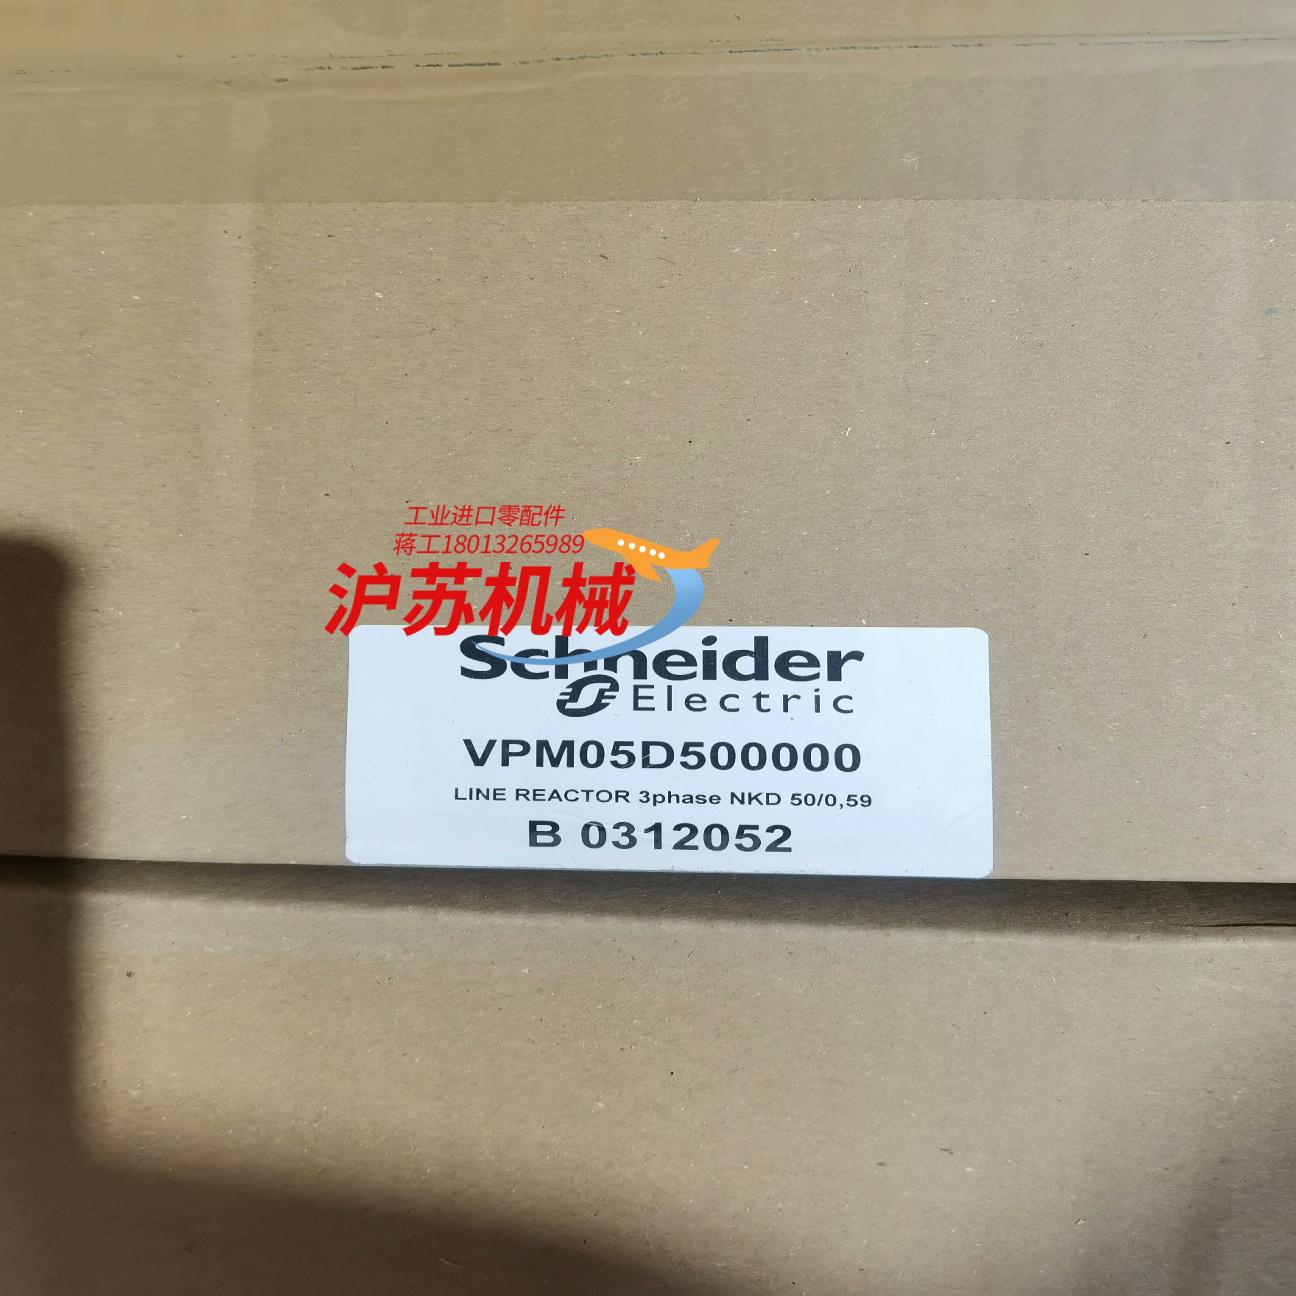 工业进口零配件
蒋工18013265989
沪苏机械
Schneider
Electric
VPM05D500000
LINE REACTOR 3phase NKD 50/0,59
B 0312052